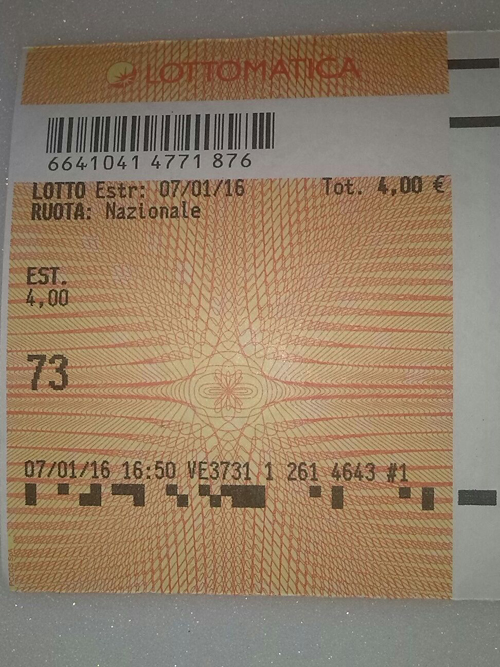 LOTTOMATICA
6641041 4771 876
LOTTO Estr: 07/01/16 Tot. 4,00 €
RUOTA: Nazionale
EST.
4,00
73
07/01/16 16:50 VE3731 1 261 4643 #1